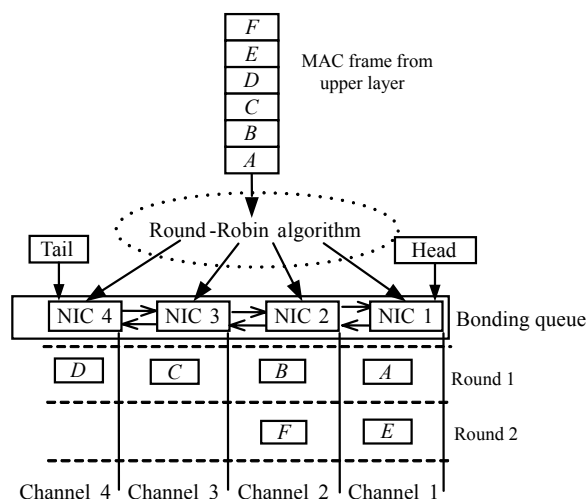 F
E
D
C
B
A
MAC frame from
upper layer
Round-Robin algorithm
Tail
Head
NIC 4
NIC 3
NIC 2
NIC 1
Bonding queue
D
C
B
A
Round 1
F
E
Round 2
Channel 4
Channel 3
Channel 2
Channel 1